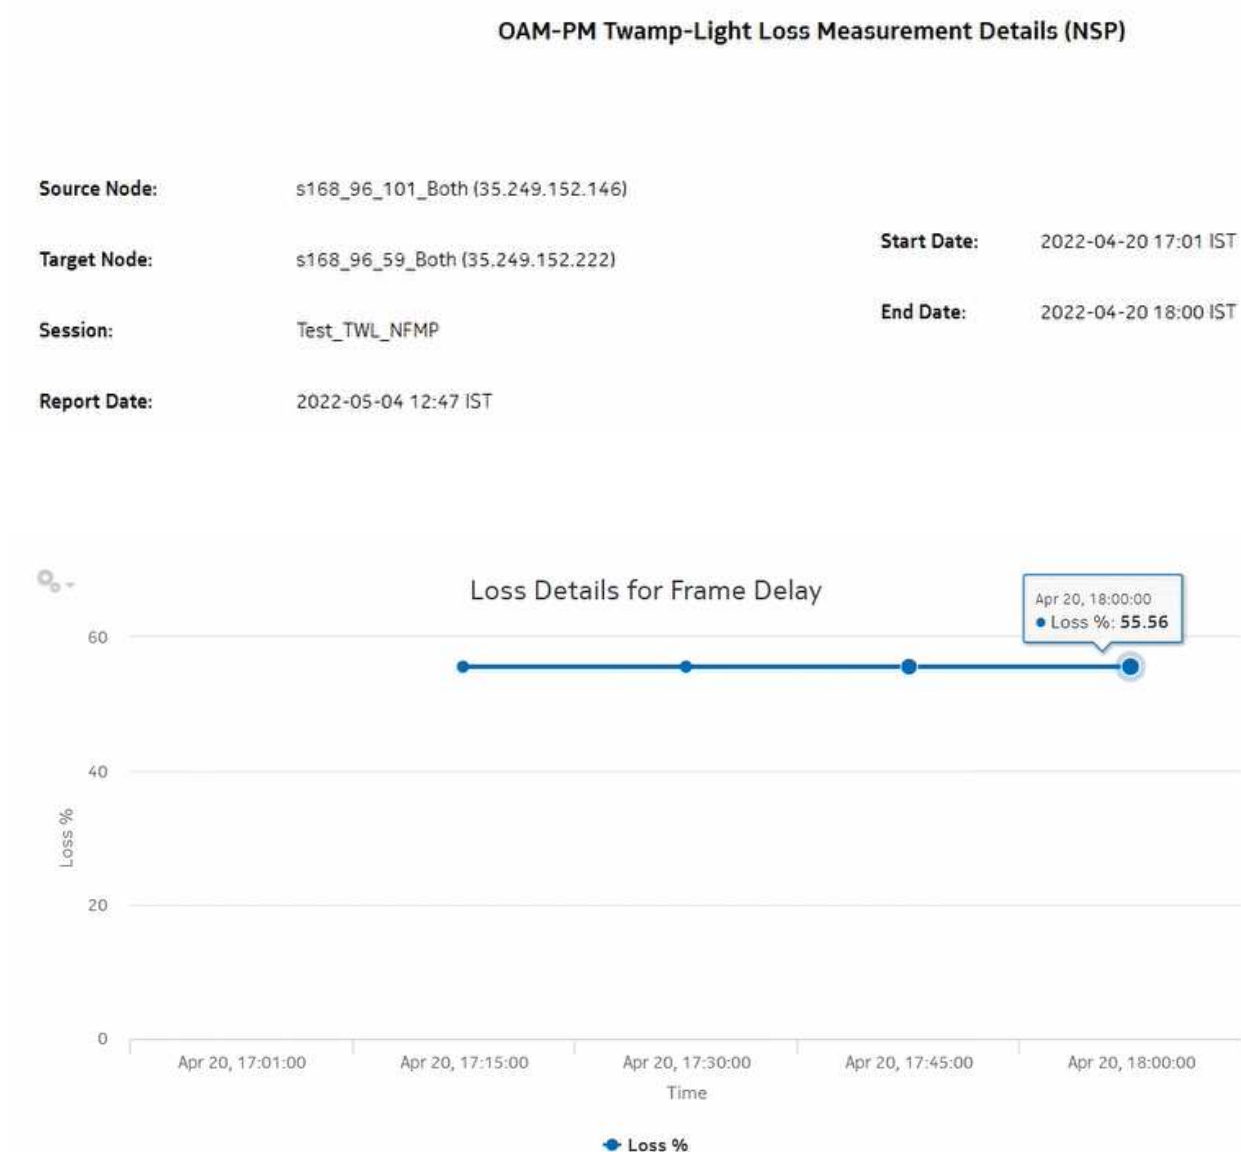 OAM-PM Twamp-Light Loss Measurement Details (NSP)
Source Node: s168_96_101_Both (35.249.152.146)
Start Date: 2022-04-20 17:01 IST
Target Node: s168_96_59_Both (35.249.152.222)
End Date: 2022-04-20 18:00 IST
Session: Test_TWL_NFMP
Report Date: 2022-05-04 12:47 IST
Loss Details for Frame Delay
Apr 20, 18:00:00
Loss %: 55.56
60
40
Loss %
20
0
Apr 20, 17:01:00 Apr 20, 17:15:00 Apr 20, 17:30:00 Apr 20, 17:45:00 Apr 20, 18:00:00
Time
Loss %